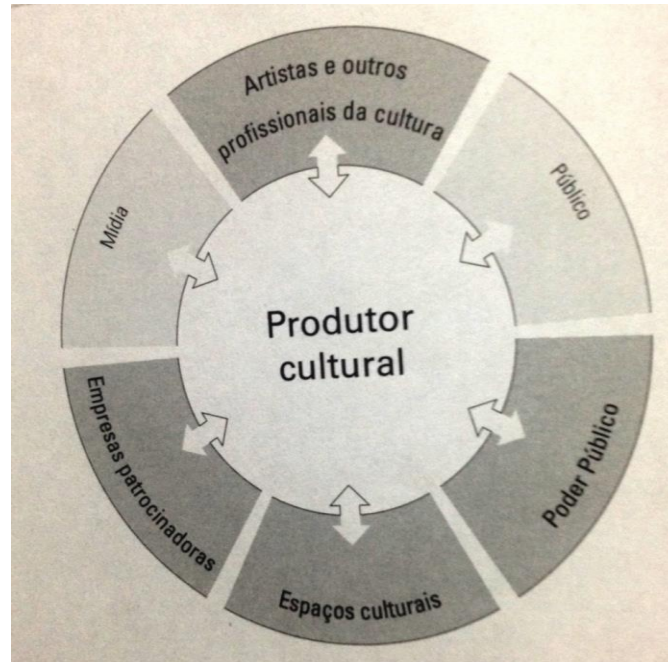 Artistas e outros
profissionais da cultura
Público
Mídia
Produtor
cultural
Empresas patrocinadoras
Poder Público
Espaços culturais